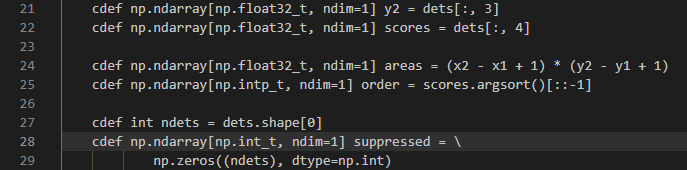 21 cdef np.ndarray[np.float32_t, ndim=1] y2 = dets[:, 3]
22 cdef np.ndarray[np.float32_t, ndim=1] scores = dets[:, 4]
23
24 cdef np.ndarray[np.float32_t, ndim=1] areas = (x2 - x1 + 1) * (y2 - y1 + 1)
25 cdef np.ndarray[np.intp_t, ndim=1] order = scores.argsort()[::-1]
26
27 cdef int ndets = dets.shape[0]
28 cdef np.ndarray[np.int_t, ndim=1] suppressed = \
29 np.zeros((ndets), dtype=np.int)